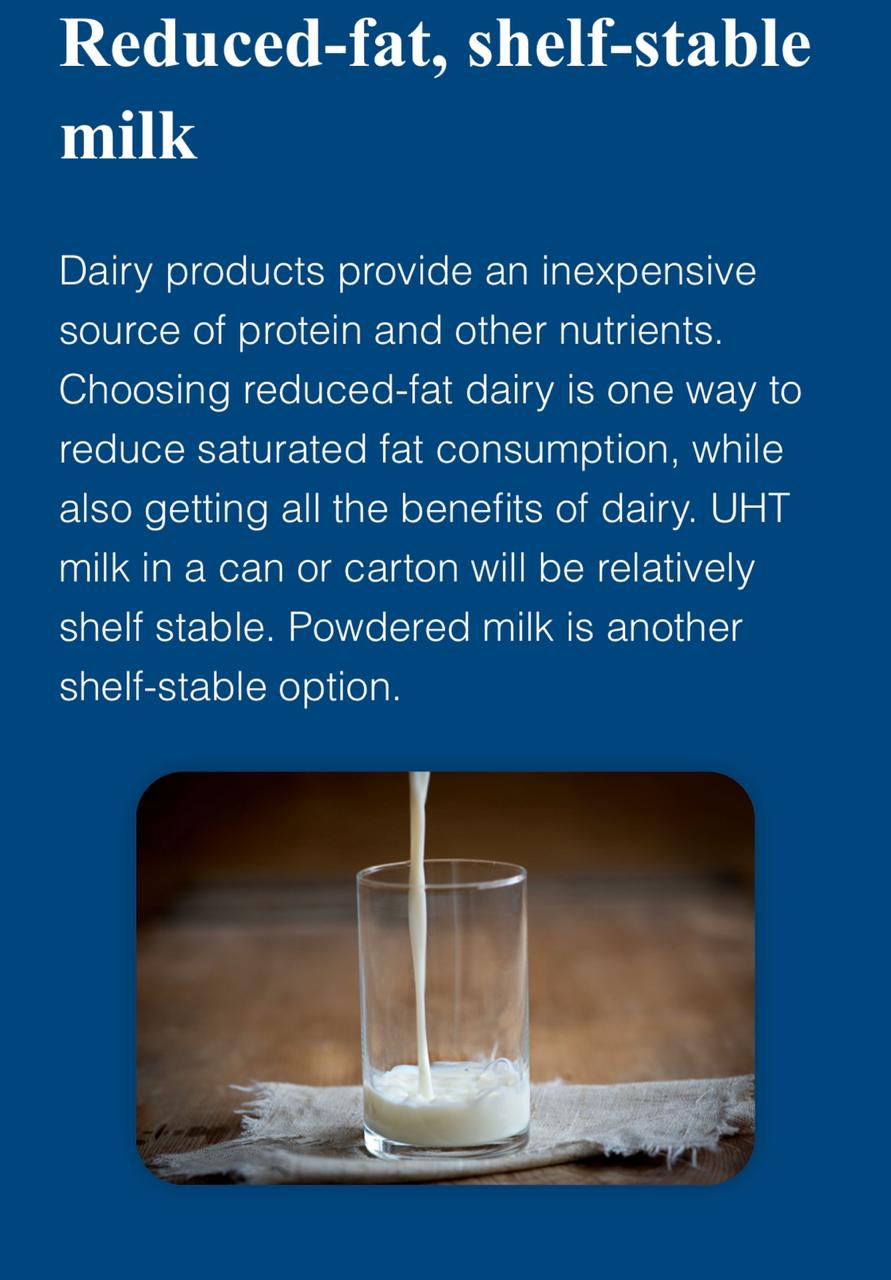 Reduced-fat, shelf-stable
milk
Dairy products provide an inexpensive
source of protein and other nutrients.
Choosing reduced-fat dairy is one way to
reduce saturated fat consumption, while
also getting all the benefits of dairy. UHT
milk in a can or carton will be relatively
shelf stable. Powdered milk is another
shelf-stable option.